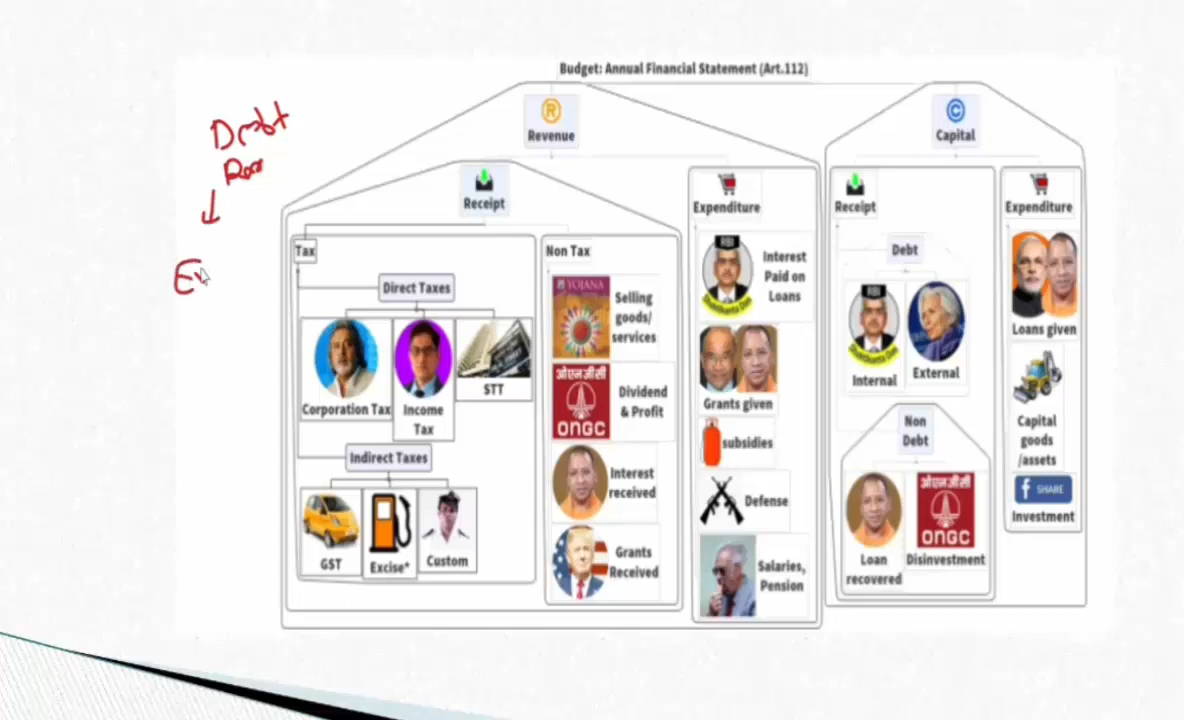 Budget: Annual Financial Statement (Art.112)
Debt
R
Revenue
C
Capital
Receipt
Expenditure
Receipt
Expenditure
Tax
Direct Taxes
Corporation Tax
Income
Tax
STT
Indirect Taxes
GST
Excise*
Custom
Non Tax
YOJANA
Selling
goods/
services
ओएनजीसी
ONGC
Dividend
& Profit
Interest
received
Grants
Received
RBI
Interest
Paid on
Loans
Grants given
subsidies
Defense
Salaries,
Pension
Debt
RBI
Internal
External
Non
Debt
Loan
recovered
ओएनजीसी
ONGC
Disinvestment
Loans given
Capital
goods
/assets
f SHARE
Investment